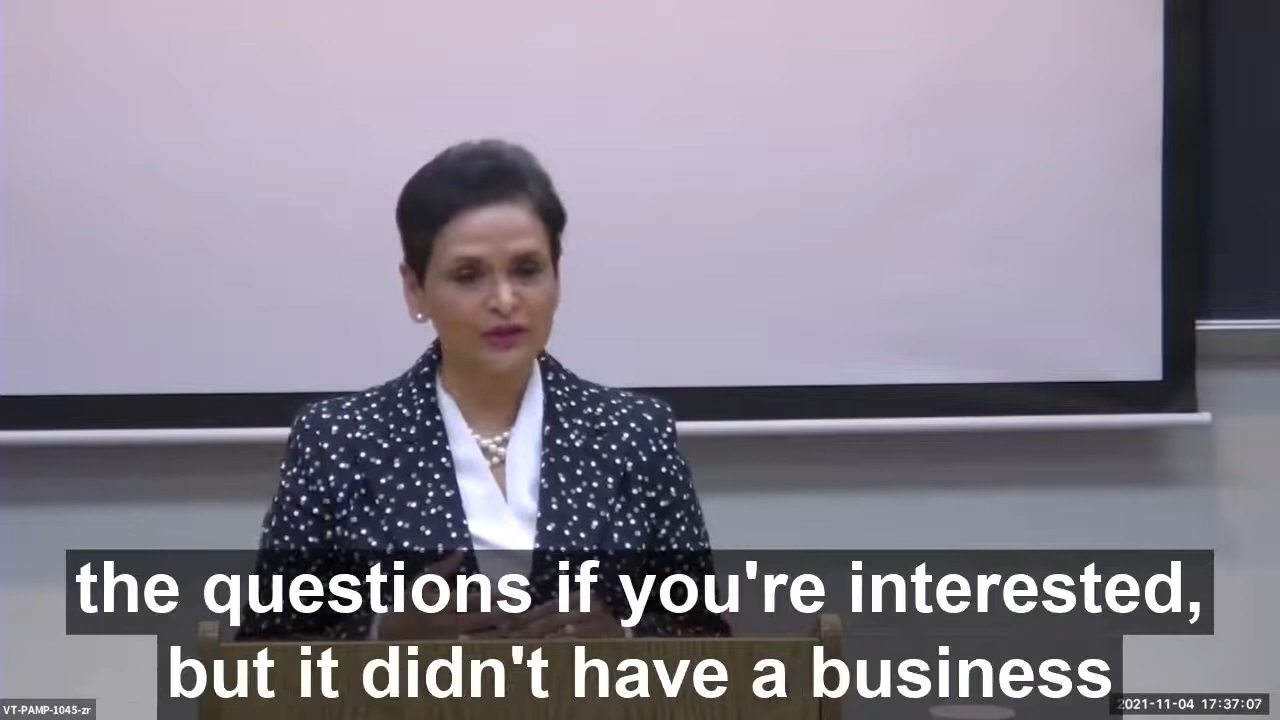 the questions if you're interested,
but it didn't have a business
VT-PAMP-1045-zr
2021-11-04 17:37:07